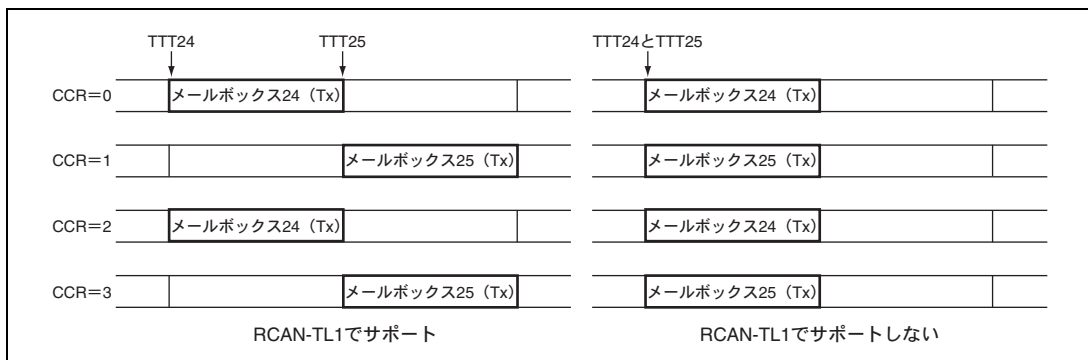 TTT24 TTT25 TTT24とTTT25
CCR=0 メールボックス24（Tx） メールボックス24（Tx）
CCR=1 メールボックス25（Tx） メールボックス25（Tx）
CCR=2 メールボックス24（Tx） メールボックス24（Tx）
CCR=3 メールボックス25（Tx） メールボックス25（Tx）
RCAN-TL1でサポート RCAN-TL1でサポートしない